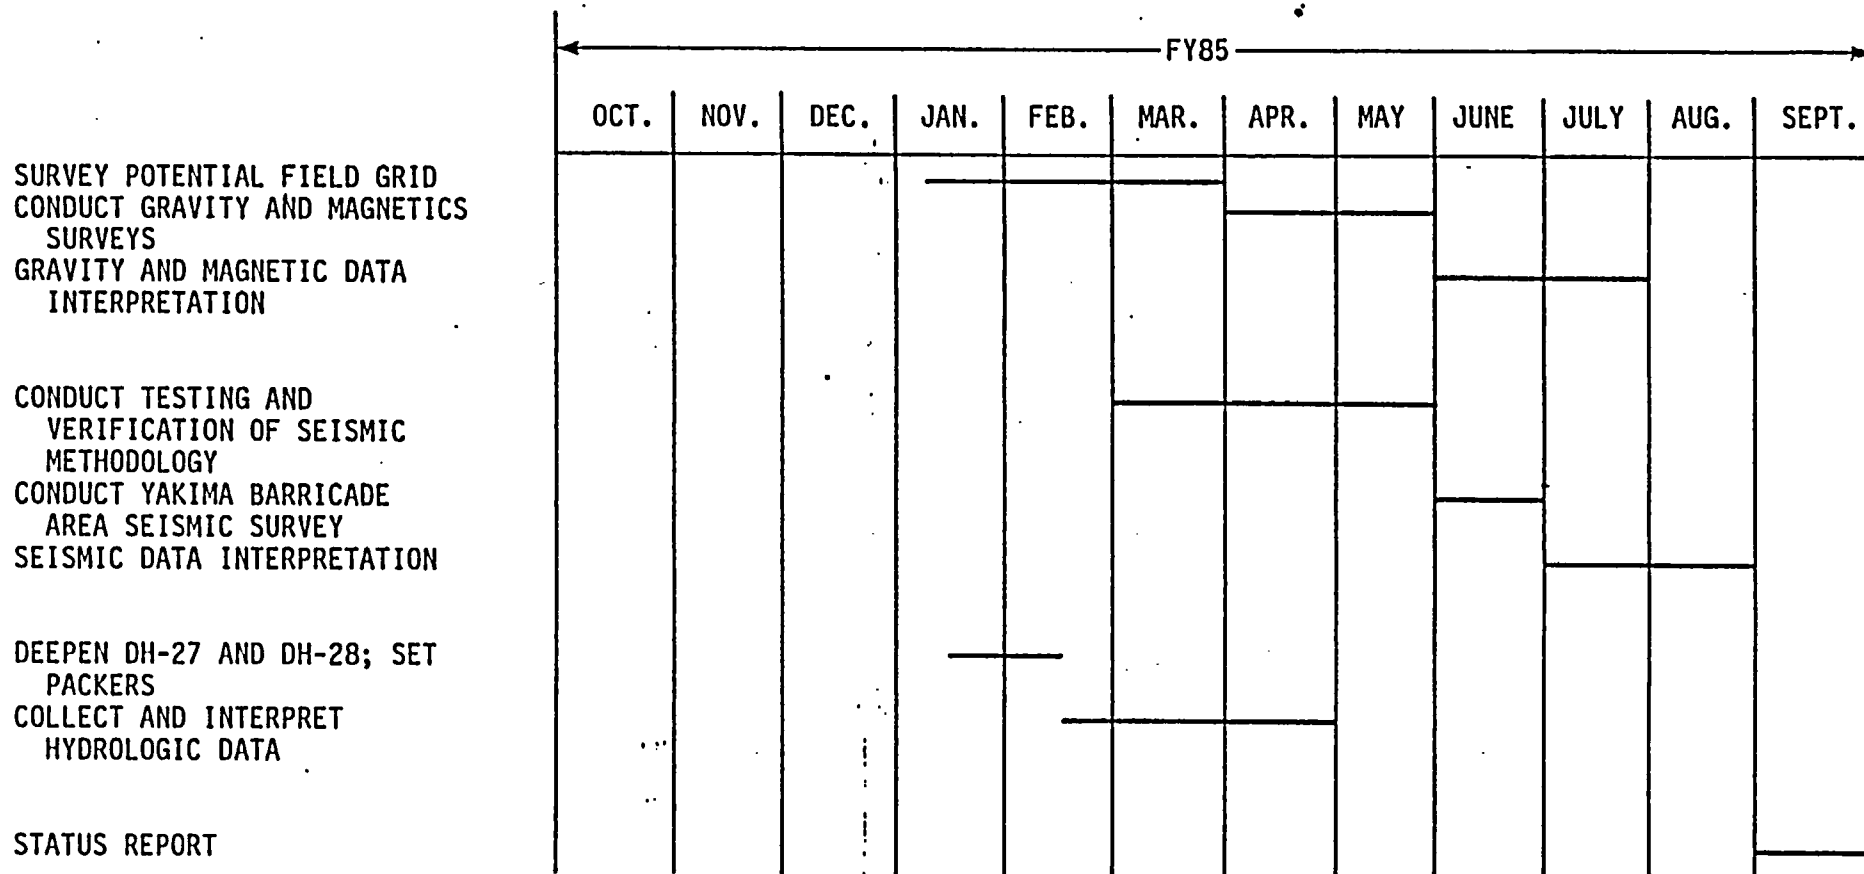 FY85
OCT. NOV. DEC. JAN. FEB. MAR. APR. MAY JUNE JULY AUG. SEPT.
SURVEY POTENTIAL FIELD GRID
CONDUCT GRAVITY AND MAGNETICS
SURVEYS
GRAVITY AND MAGNETIC DATA
INTERPRETATION
CONDUCT TESTING AND
VERIFICATION OF SEISMIC
METHODOLOGY
CONDUCT YAKIMA BARRICADE
AREA SEISMIC SURVEY
SEISMIC DATA INTERPRETATION
DEEPEN DH-27 AND DH-28; SET
PACKERS
COLLECT AND INTERPRET
HYDROLOGIC DATA
STATUS REPORT